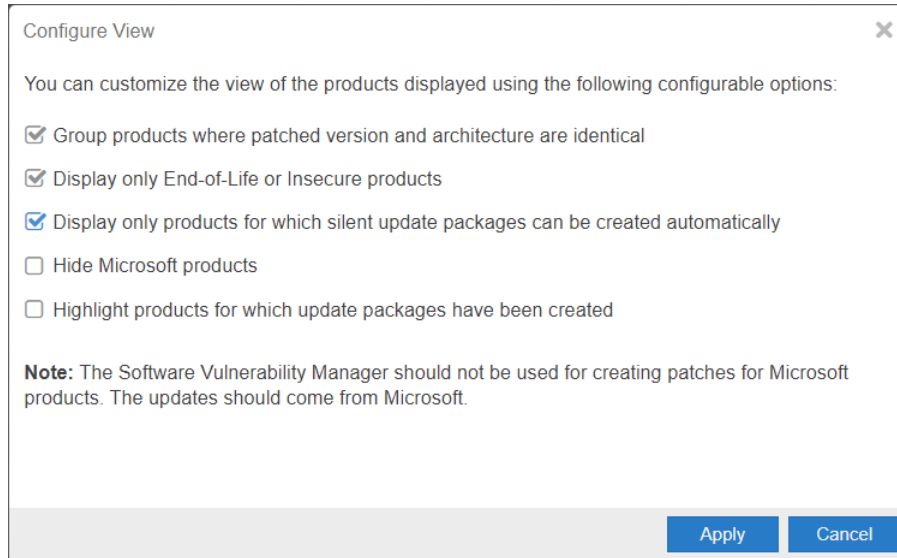 Configure View
You can customize the view of the products displayed using the following configurable options:
Group products where patched version and architecture are identical
Display only End-of-Life or Insecure products
Display only products for which silent update packages can be created automatically
Hide Microsoft products
Highlight products for which update packages have been created
Note: The Software Vulnerability Manager should not be used for creating patches for Microsoft
products. The updates should come from Microsoft.
Apply Cancel